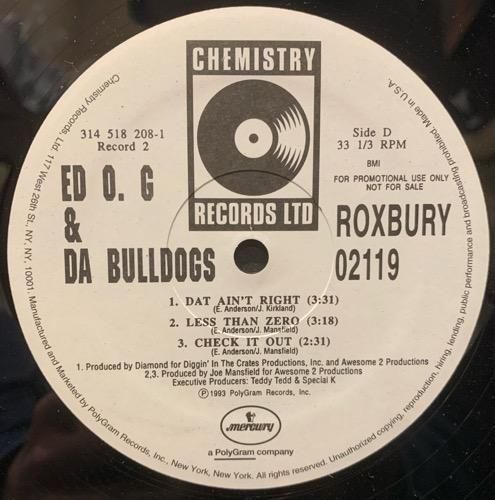 CHEMISTRY
RECORDS LTD
314 518 208-1
Record 2
Side D
33 1/3 RPM
BMI
FOR PROMOTIONAL USE ONLY
NOT FOR SALE
ED O. G
&
DA BULLDOGS
ROXBURY
02119
1. DAT AIN'T RIGHT (3:31)
(E. Anderson/J. Kirkland)
2. LESS THAN ZERO (3:18)
(E. Anderson/J. Mansfield)
3. CHECK IT OUT (2:31)
(E. Anderson/J. Mansfield)
1. Produced by Diamond for Diggin' In The Crates Productions, Inc. and Awesome 2 Productions
2,3. Produced by Joe Mansfield for Awesome 2 Productions
Executive Producers: Teddy Tedd & Special K
Ⓟ 1993 PolyGram Records, Inc.
mercury
a PolyGram company
Chemistry Records, Ltd. 117 West 26th St., NY, NY, 10001. Manufactured and Marketed by PolyGram Records, Inc., New York, New York. All rights reserved. Unauthorized copying, reproduction, hiring, lending, public performance and broadcasting prohibited. Made in U.S.A.